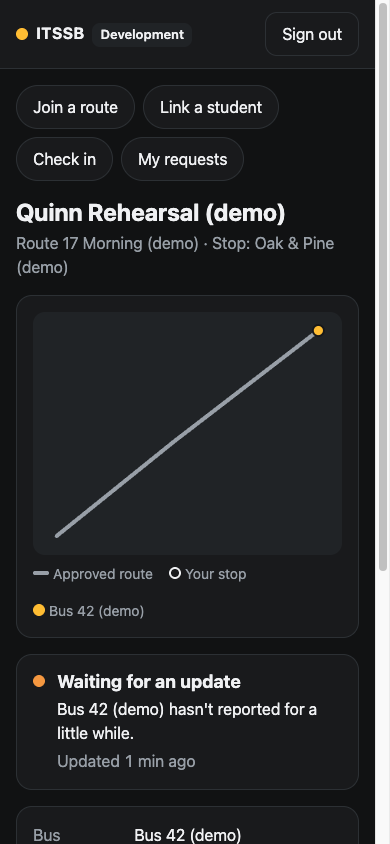 ITSSB Development Sign out
Join a route Link a student
Check in My requests
Quinn Rehearsal (demo)
Route 17 Morning (demo) · Stop: Oak & Pine
(demo)
Approved route Your stop
Bus 42 (demo)
Waiting for an update
Bus 42 (demo) hasn't reported for a
little while.
Updated 1 min ago
Bus Bus 42 (demo)